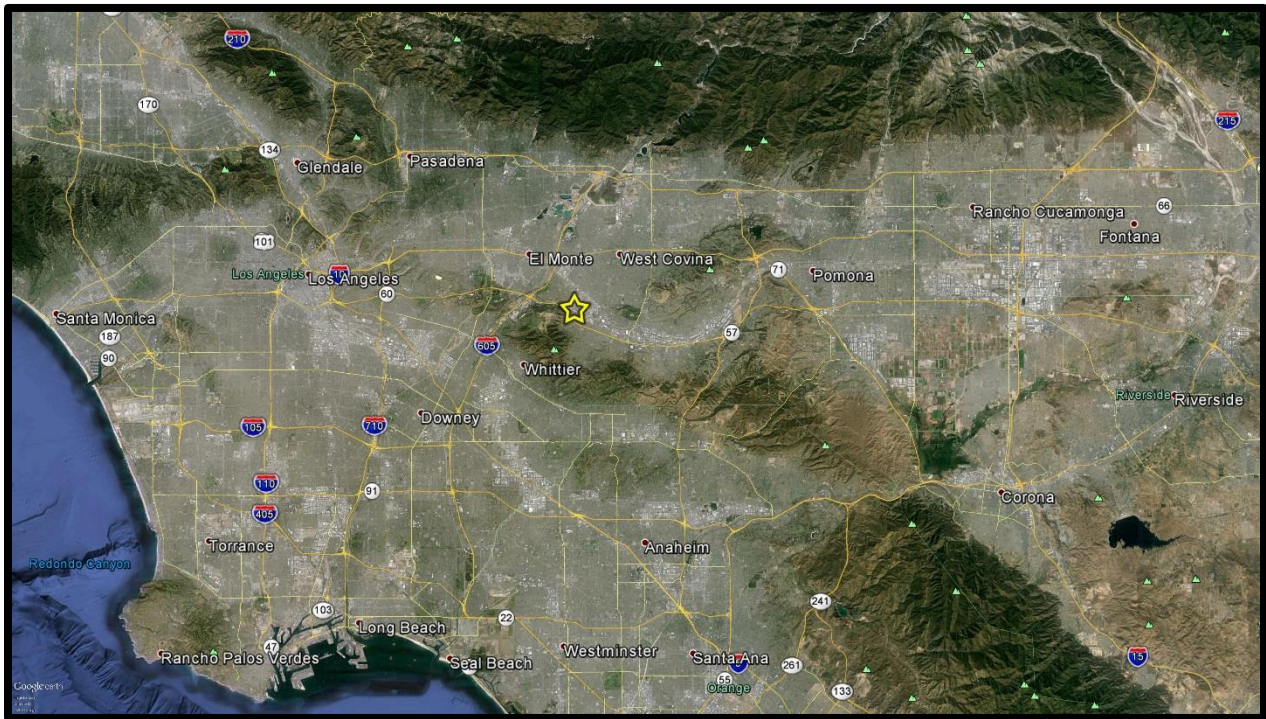 210
170
215
134
Glendale
Pasadena
Rancho Cucamonga
66
Fontana
101
El Monte
West Covina
Los Angeles
Los Angeles
60
71
Pomona
Santa Monica
187
90
605
57
Whittier
Riverside
Riverside
Downey
105
710
110
91
405
Corona
Torrance
Anaheim
Redondo Canyon
241
103
22
Long Beach
47
Rancho Palos Verdes
Seal Beach
Westminster
Santa Ana
261
15
55
Orange
133
Google earth